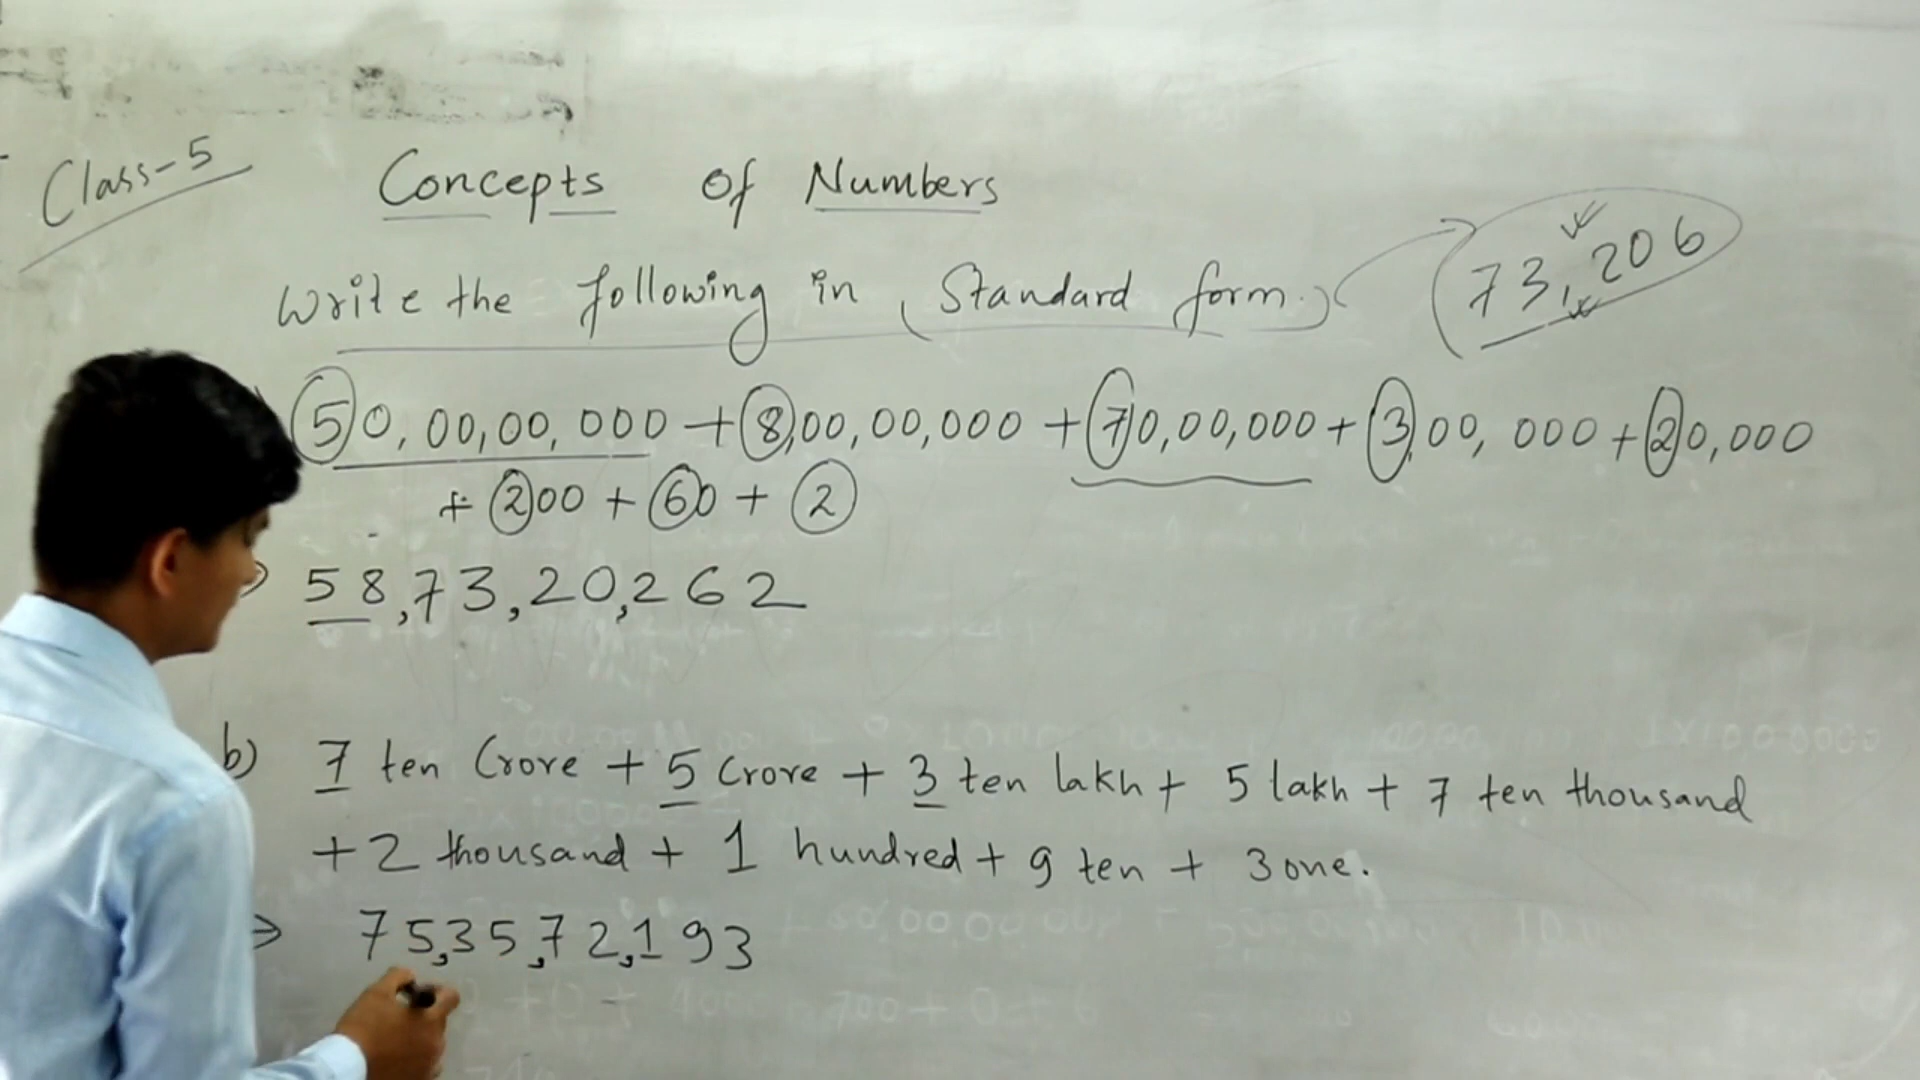 Class-5
Concepts of Numbers
Write the following in (Standard form.)
73,206
50,00,00,000 + 8,00,00,000 + 70,00,000 + 3,00,000 + 20,000
+ 200 + 60 + 2
58,73,20,262
b) 7 ten Crore + 5 Crore + 3 ten lakh + 5 lakh + 7 ten thousand
+ 2 thousand + 1 hundred + 9 ten + 3 one.
⇒ 75,35,72,193